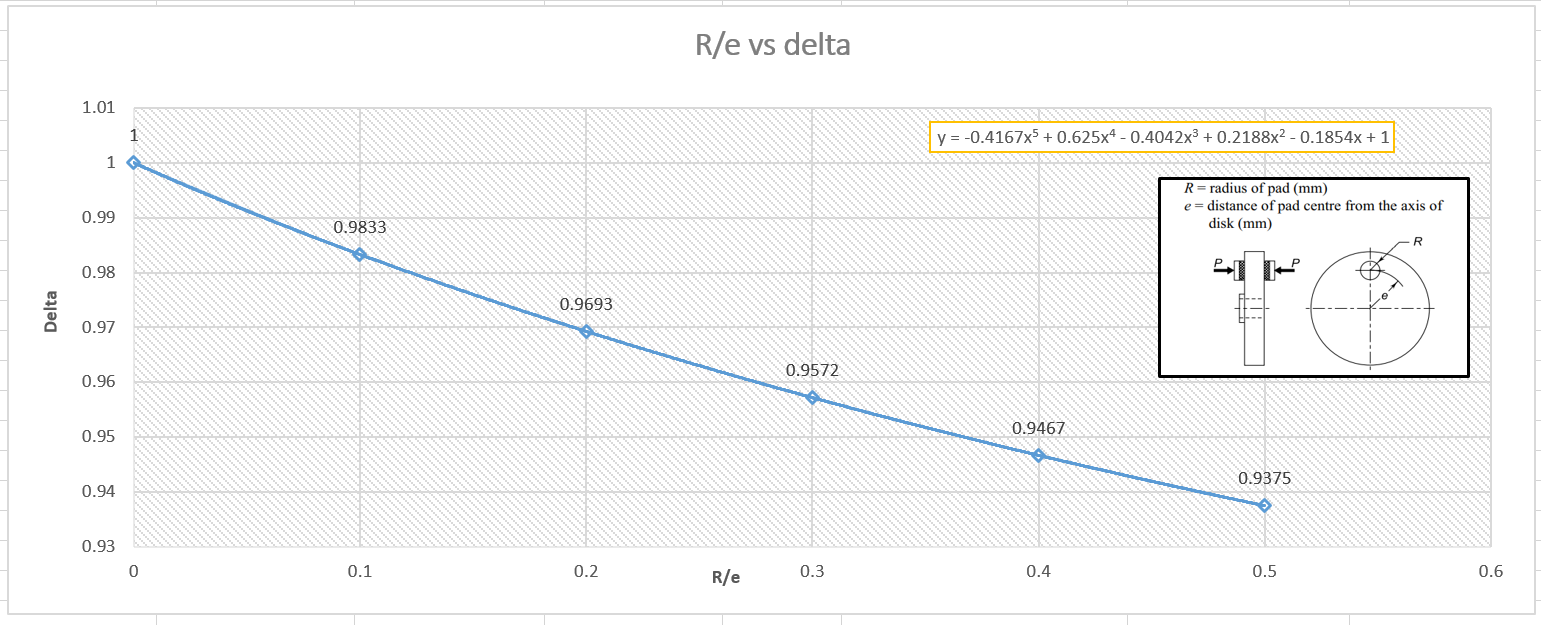 R/e vs delta
1.01
1
0.99
0.98
0.97
0.96
0.95
0.94
0.93
Delta
1
0.9833
0.9693
0.9572
0.9467
0.9375
y = -0.4167x⁵ + 0.625x⁴ - 0.4042x³ + 0.2188x² - 0.1854x + 1
R = radius of pad (mm)
e = distance of pad centre from the axis of
disk (mm)
P
P
R
e
0 0.1 0.2 0.3 0.4 0.5 0.6
R/e